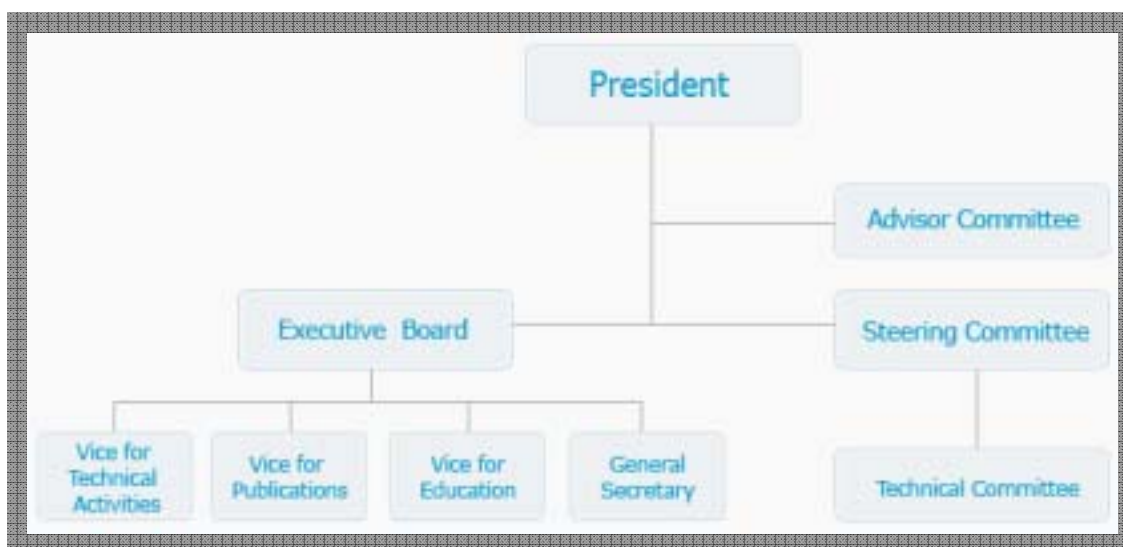 President
Advisor Committee
Executive Board
Steering Committee
Vice for
Technical
Activities
Vice for
Publications
Vice for
Education
General
Secretary
Technical Committee